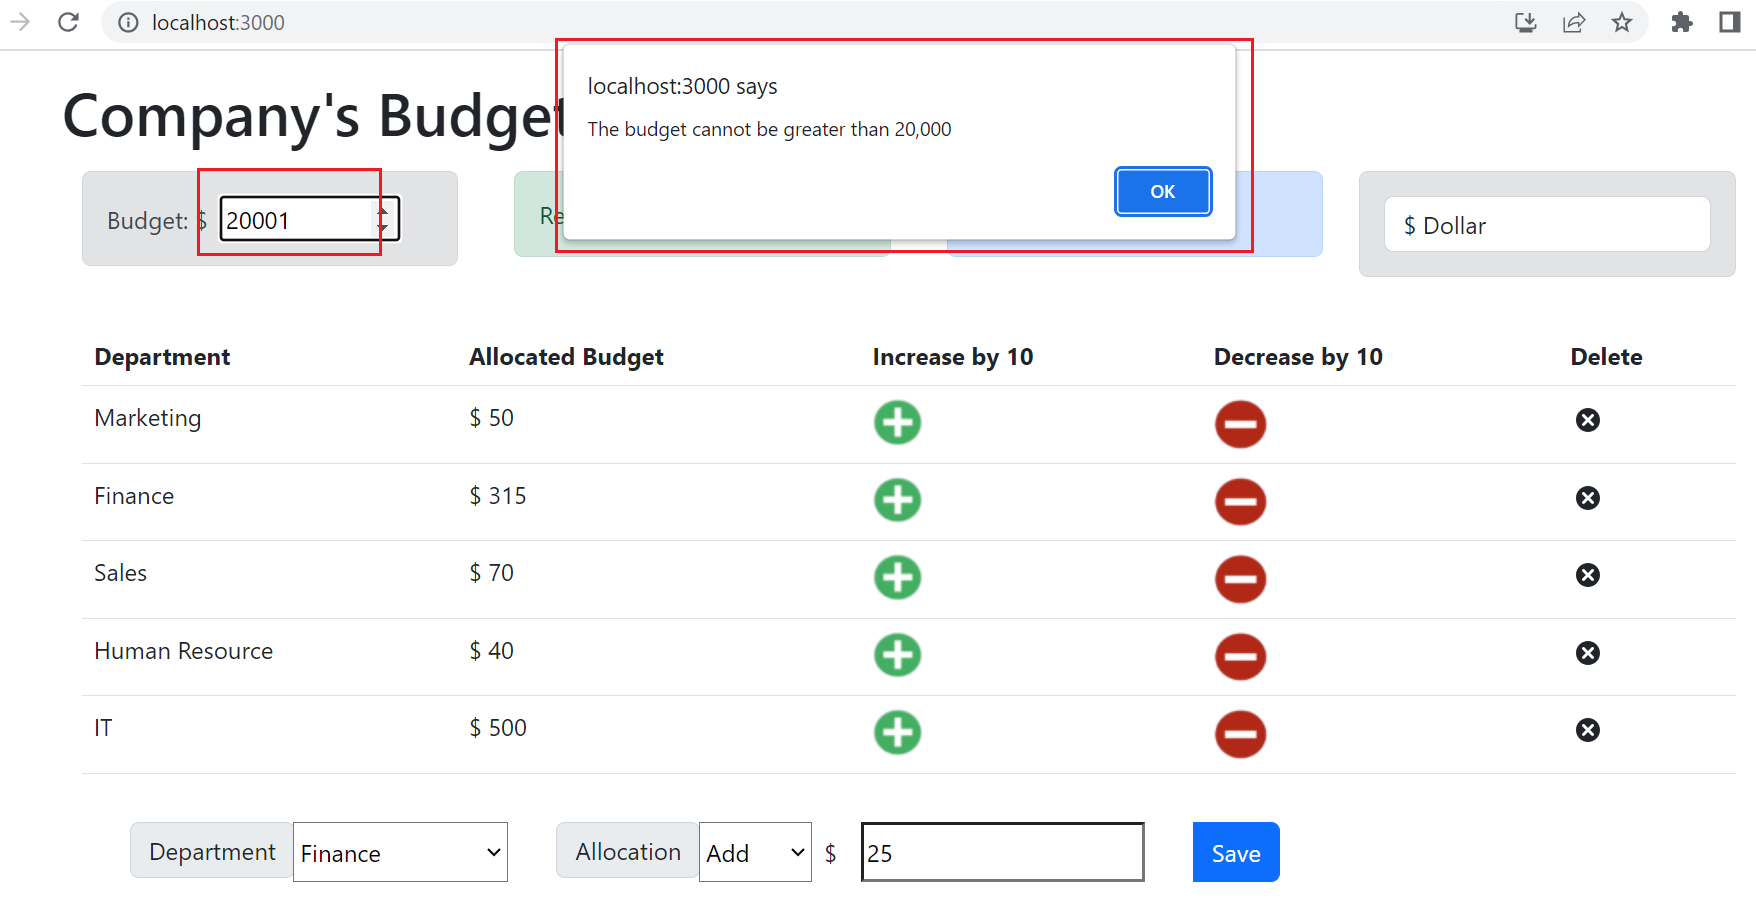 localhost:3000
localhost:3000 says
The budget cannot be greater than 20,000
OK
Company's Budget
Budget: $ 20001
$ Dollar
Department Allocated Budget Increase by 10 Decrease by 10 Delete
Marketing $ 50
Finance $ 315
Sales $ 70
Human Resource $ 40
IT $ 500
Department Finance Allocation Add $ 25 Save